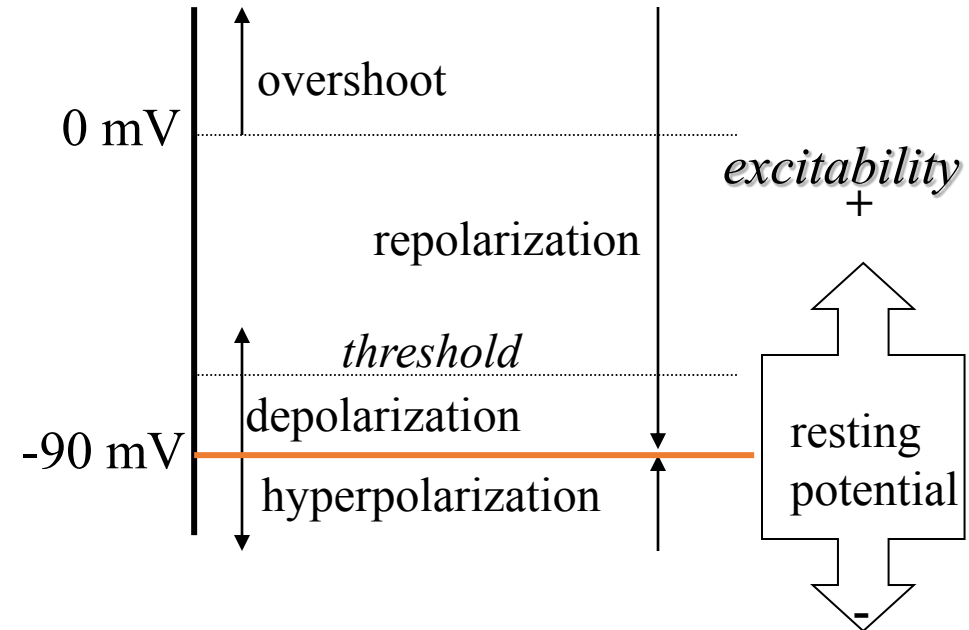 overshoot
0 mV
excitability
+
repolarization
threshold
depolarization
-90 mV
hyperpolarization
resting
potential
-